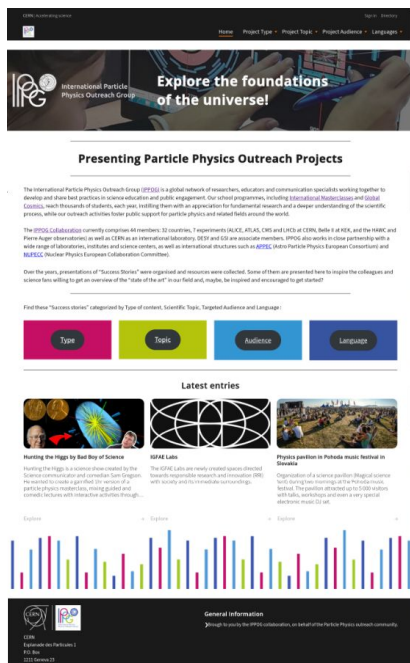 CERN Accelerating science
Sign in Directory
Home Project Type Project Topic Project Audience Languages
IPPOG
International Particle
Physics Outreach Group
Explore the foundations
of the universe!
Presenting Particle Physics Outreach Projects
The International Particle Physics Outreach Group (IPPOG) is a global network of researchers, educators and communication specialists working together to
develop and share best practices in science education and public engagement. Our school programmes, including International Masterclasses and Global
Cosmics, reach thousands of students, each year, instilling them with an appreciation for fundamental research and a deeper understanding of the scientific
process, while our outreach activities foster public support for particle physics and related fields around the world.
The IPPOG Collaboration currently comprises 44 members: 32 countries, 7 experiments (ALICE, ATLAS, CMS and LHCb at CERN, Belle II at KEK, and the HAWC and
Pierre-Auger observatories) as well as CERN as an international laboratory. DESY and GSI are associate members. IPPOG also works in close partnership with a
wide range of laboratories, institutes and science centers, as well as international structures such as APPEC (Astro Particle Physics European Consortium) and
NUPECC (Nuclear Physics European Collaboration Committee).
Over the years, presentations of "Success Stories" were organised and resources were collected. Some of them are presented here to inspire the colleagues and
science fans willing to get an overview of the "state of the art" in our field and, maybe, be inspired and encouraged to get started!
Find these "Success stories" categorized by Type of content, Scientific Topic, Targeted Audience and Language:
Type
Topic
Audience
Language
Latest entries
Hunting the Higgs by Bad Boy of Science
Hunting the Higgs is a science show created by the
Science communicator and comedian Sam Gregson.
He wanted to create a gamified 1hr version of a
particle physics masterclass, mixing guided and
comedic lectures with interactive activities through...
Explore
IGFAE Labs
The IGFAE Labs are newly created spaces directed
towards responsible research and innovation (RRI)
with society and its immediate surroundings.
Explore
Physics pavilion in Pohoda music festival in
Slovakia
Organization of a science pavilion (Magical science
tent) during two mornings at the Pohoda music
festival. The pavilion attracted up to 5 000 visitors
with talks, workshops and even a very special
electronic music DJ set.
Explore
CERN
Esplanade des Particules 1
P.O. Box
1211 Geneva 23
General Information
Brought to you by the IPPOG collaboration, on behalf of the Particle Physics outreach community.